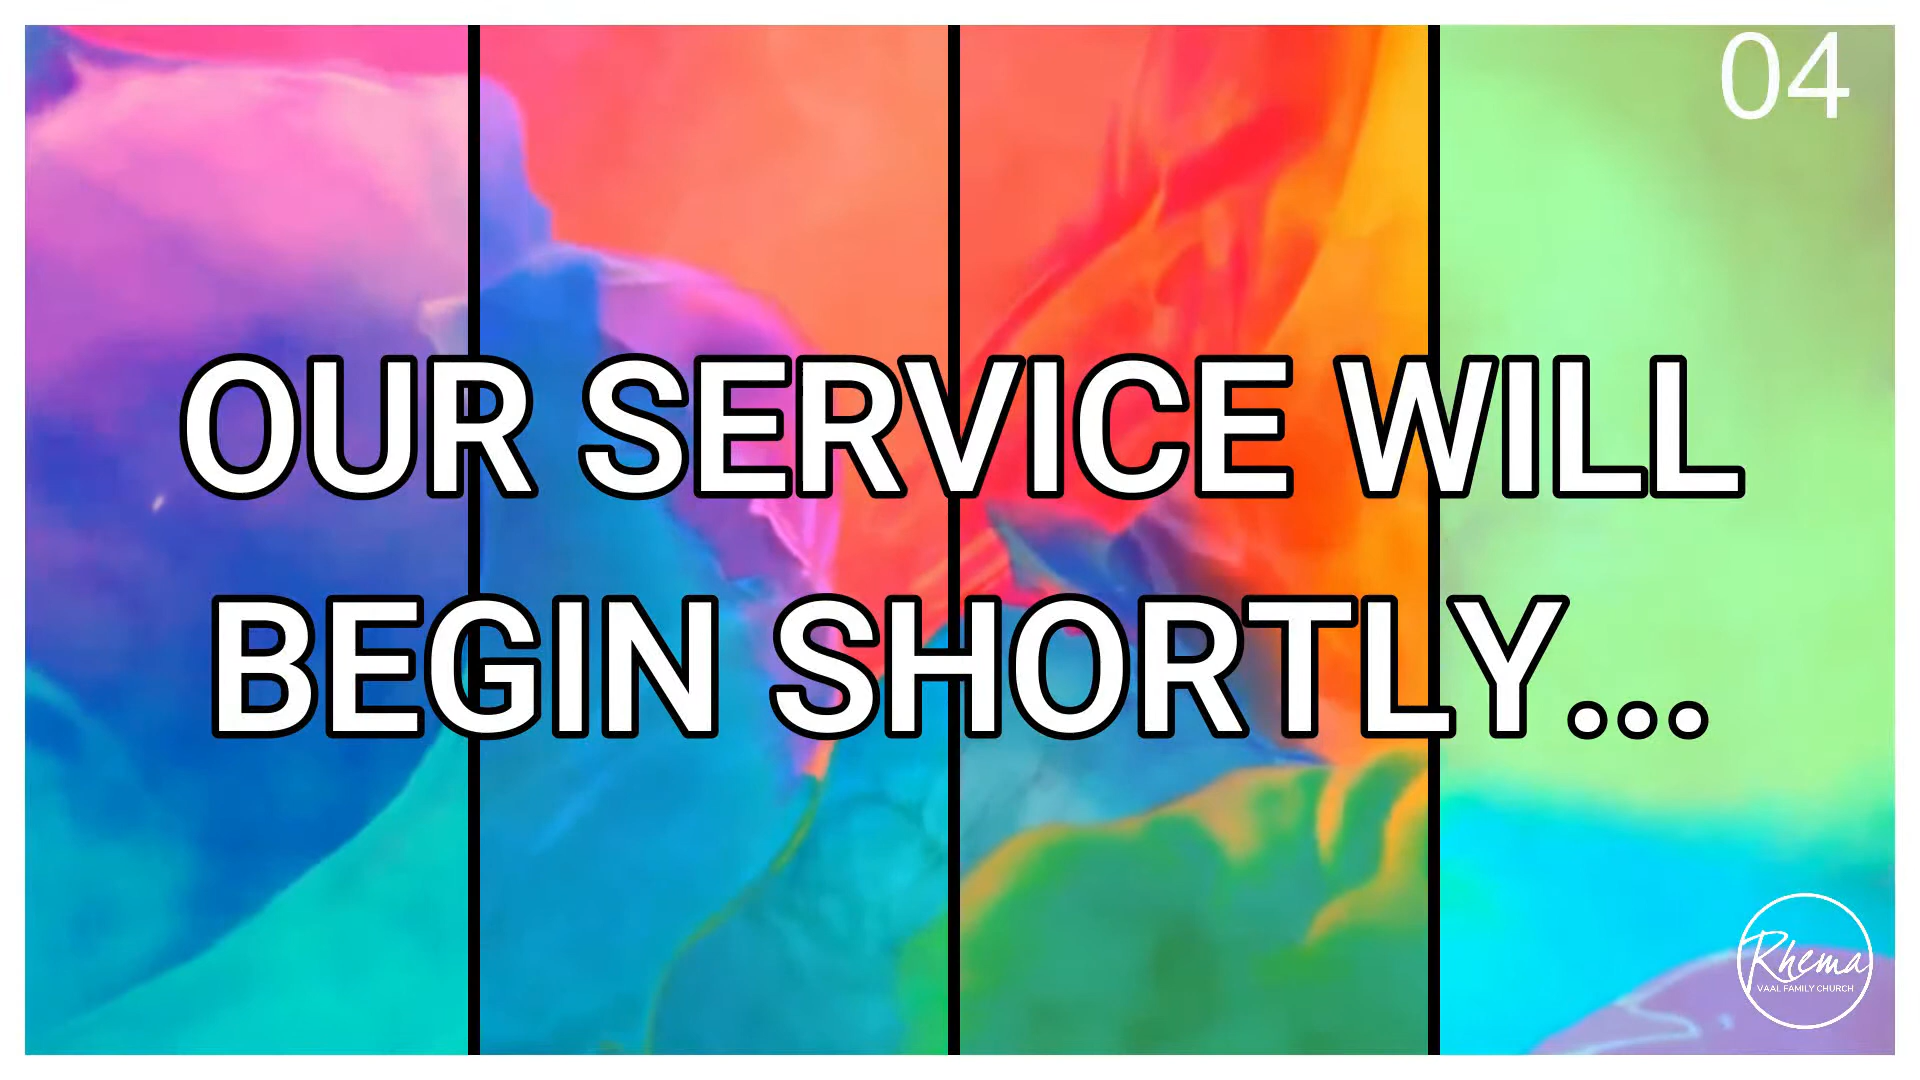 04
OUR SERVICE WILL
BEGIN SHORTLY...
Rhema
VAAL FAMILY CHURCH